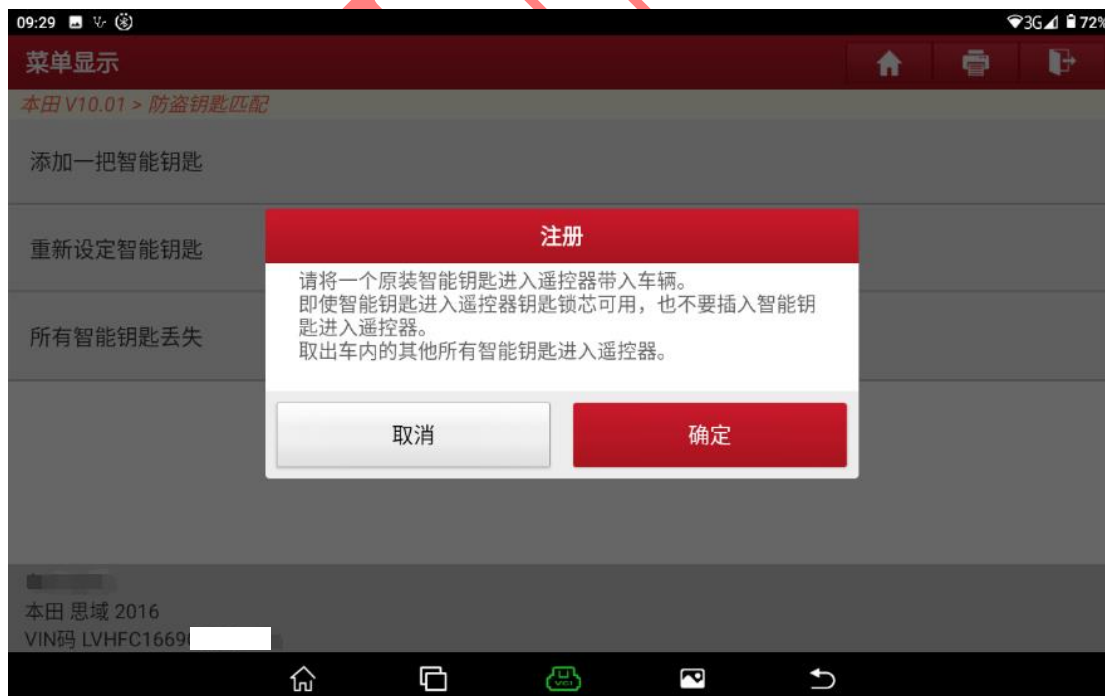 09:29
3G
72%
菜单显示
本田 V10.01 > 防盗钥匙匹配
添加一把智能钥匙
重新设定智能钥匙
所有智能钥匙丢失
注册
请将一个原装智能钥匙进入遥控器带入车辆。
即使智能钥匙进入遥控器钥匙锁芯可用，也不要插入智能钥
匙进入遥控器。
取出车内的其他所有智能钥匙进入遥控器。
取消
确定
本田 思域 2016
VIN码 LVHFC1669
VCI